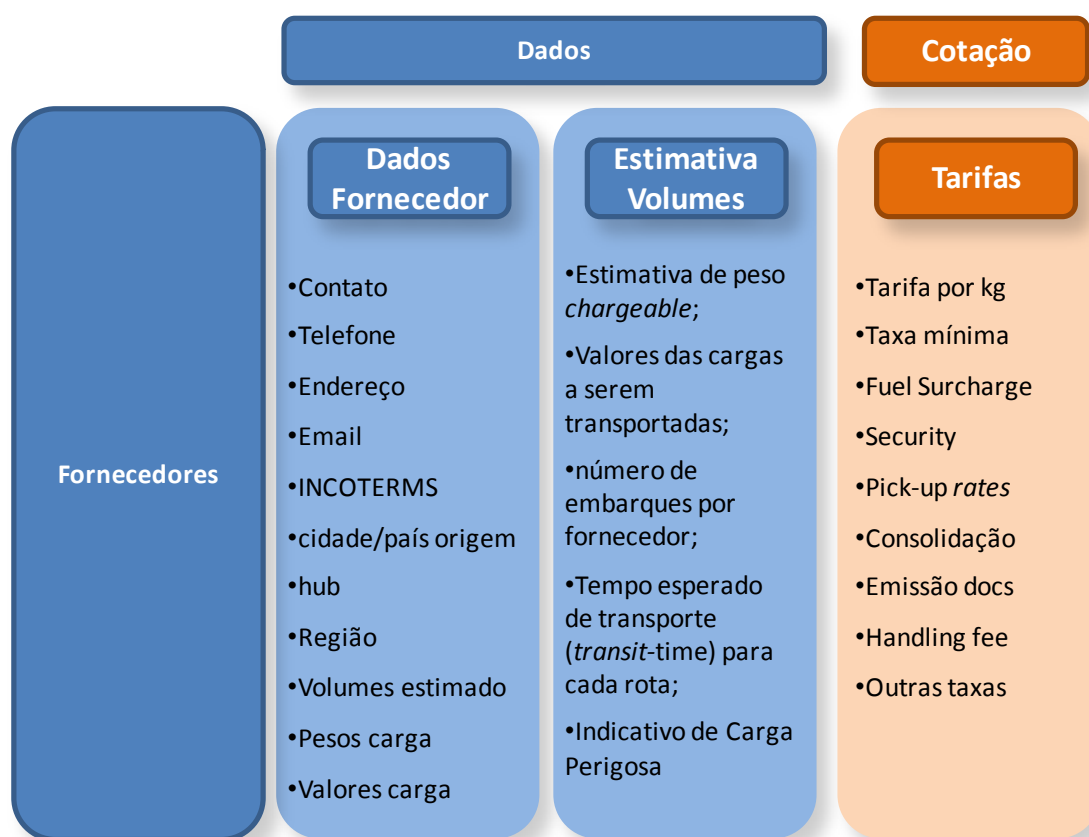 Dados
Cotação
Fornecedores
Dados
Fornecedor
•Contato
•Telefone
•Endereço
•Email
•INCOTERMS
•cidade/país origem
•hub
•Região
•Volumes estimado
•Pesos carga
•Valores carga
Estimativa
Volumes
•Estimativa de peso
chargeable;
•Valores das cargas
a serem
transportadas;
•número de
embarques por
fornecedor;
•Tempo esperado
de transporte
(transit-time) para
cada rota;
•Indicativo de Carga
Perigosa
Tarifas
•Tarifa por kg
•Taxa mínima
•Fuel Surcharge
•Security
•Pick-up rates
•Consolidação
•Emissão docs
•Handling fee
•Outras taxas